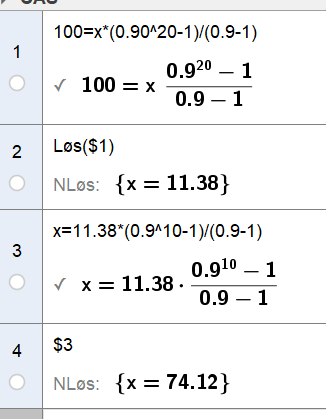 1
100=x*(0.90^20-1)/(0.9-1)
✓ 100 = x (0.9^20 − 1)/(0.9 − 1)
2
Løs($1)
NLøs: {x = 11.38}
3
x=11.38*(0.9^10-1)/(0.9-1)
✓ x = 11.38 · (0.9^10 − 1)/(0.9 − 1)
4
$3
NLøs: {x = 74.12}